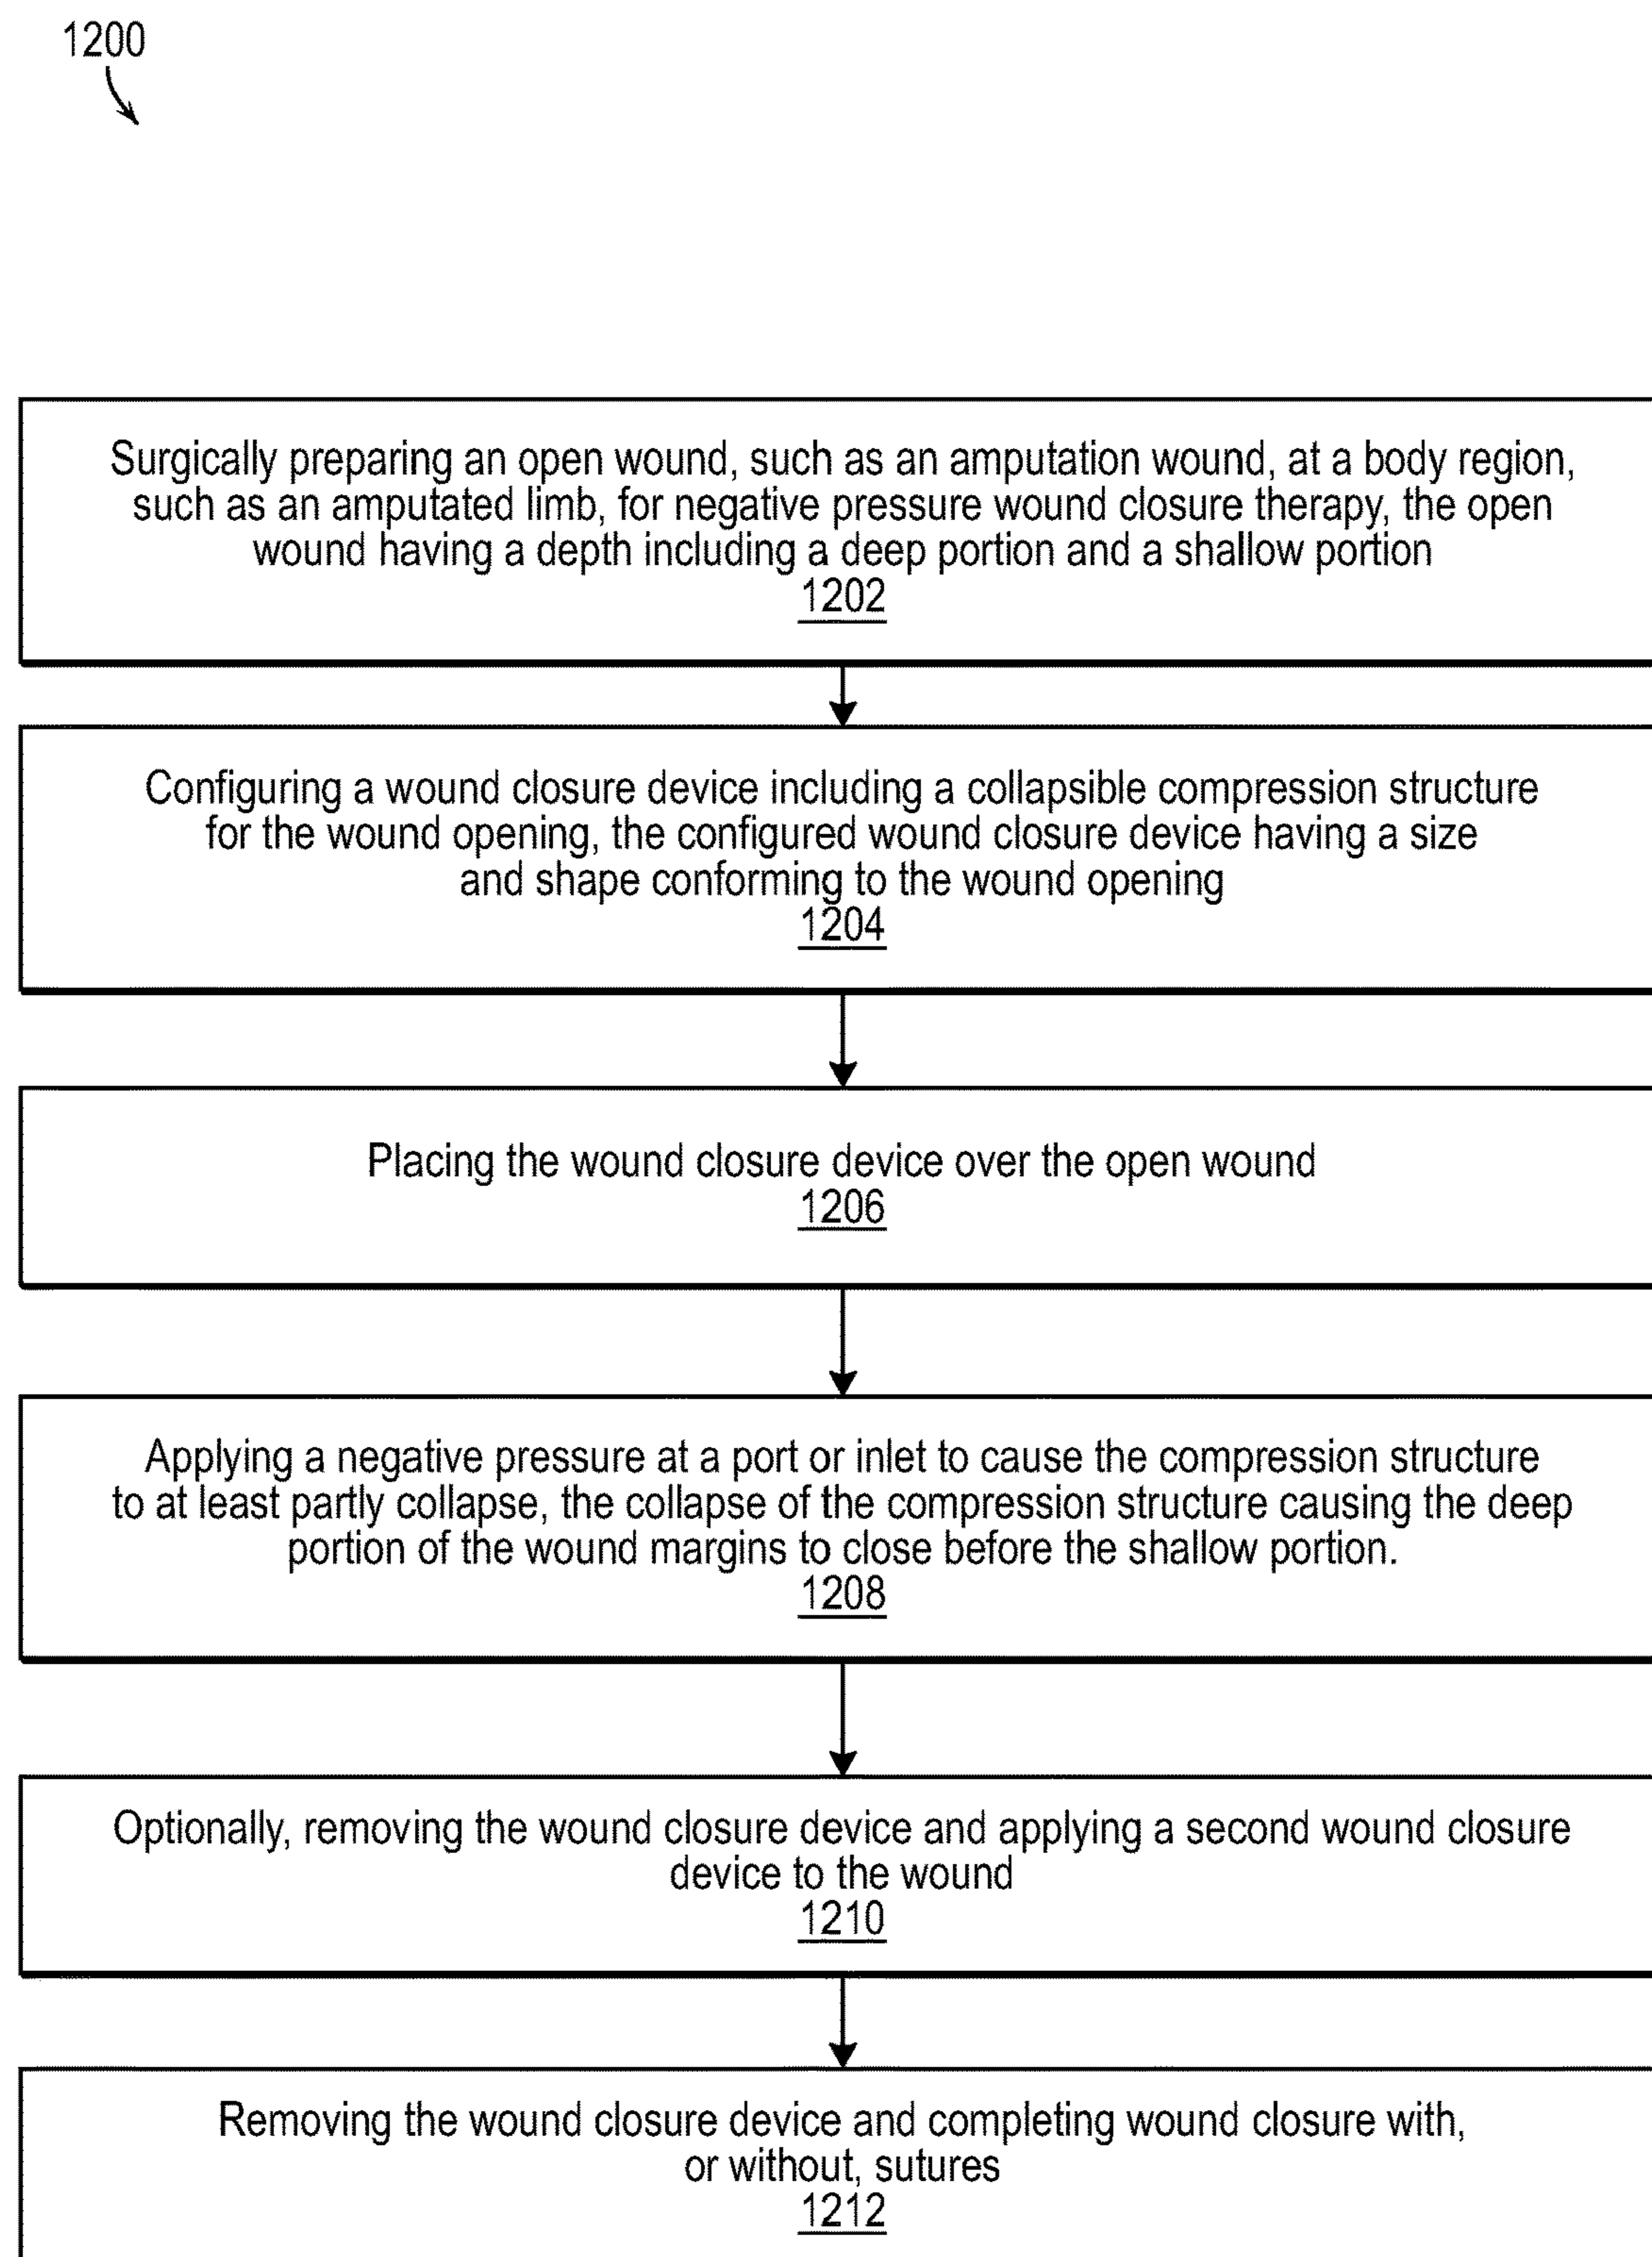 1200
Surgically preparing an open wound, such as an amputation wound, at a body region,
such as an amputated limb, for negative pressure wound closure therapy, the open
wound having a depth including a deep portion and a shallow portion
1202
Configuring a wound closure device including a collapsible compression structure
for the wound opening, the configured wound closure device having a size
and shape conforming to the wound opening
1204
Placing the wound closure device over the open wound
1206
Applying a negative pressure at a port or inlet to cause the compression structure
to at least partly collapse, the collapse of the compression structure causing the deep
portion of the wound margins to close before the shallow portion.
1208
Optionally, removing the wound closure device and applying a second wound closure
device to the wound
1210
Removing the wound closure device and completing wound closure with,
or without, sutures
1212